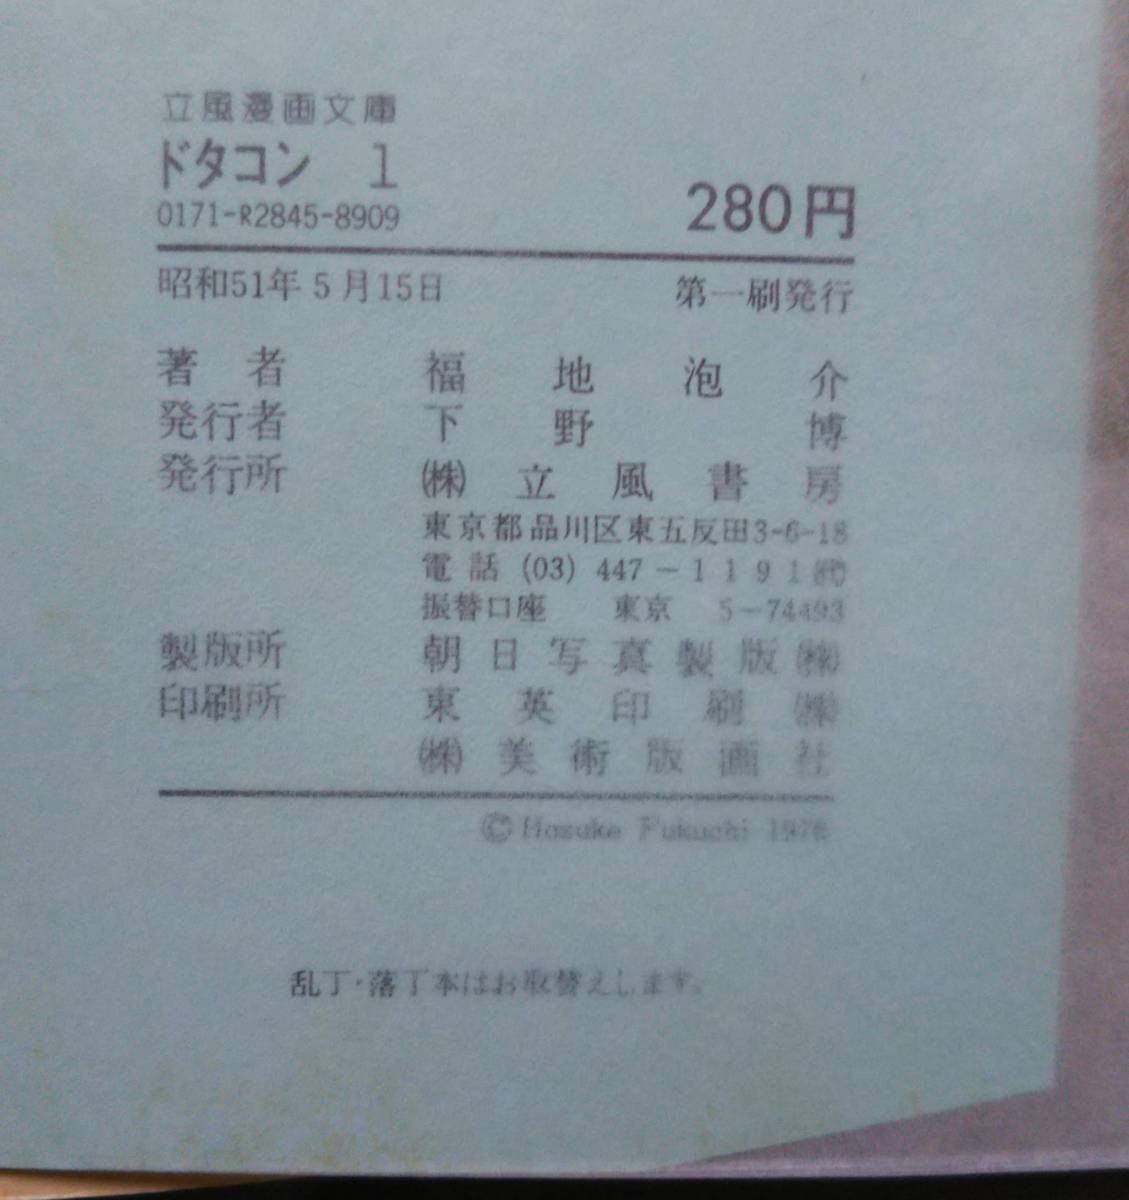 立風漫画文庫
ドタコン 1
0171-R2845-8909
280円
昭和51年5月15日 第一刷発行
著者 福地泡介
発行者 下野博
発行所 ㈱立風書房
東京都品川区東五反田3-6-18
電話 (03) 447-1191㈹
振替口座 東京 5-74493
製版所 朝日写真製版㈱
印刷所 東英印刷㈱
㈱美術版画社
© Hosuke Fukuchi 1976
乱丁・落丁本はお取替えします。